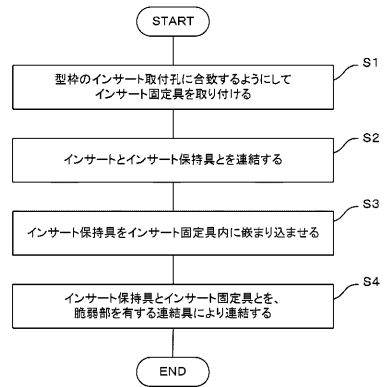 START
S1
型枠のインサート取付孔に合致するようにして
インサート固定具を取り付ける
S2
インサートとインサート保持具とを連結する
S3
インサート保持具をインサート固定具内に嵌まり込ませる
S4
インサート保持具とインサート固定具とを、
脆弱部を有する連結具により連結する
END